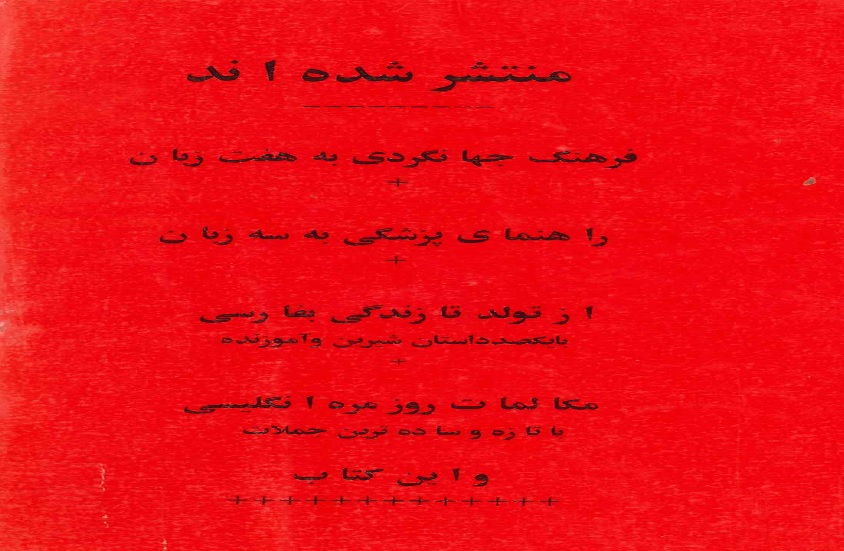 منتشر شده اند
فرهنگ جهانگردی به هفت زبان
+
راهنمای پزشکی به سه زبان
+
از تولد تا زندگی بفارسی
بایکصدداستان شیرین وآموزنده
+
مکالمات روزمره انگلیسی
با تازه وساده ترین جملات
و این کتاب
+++++++++++++